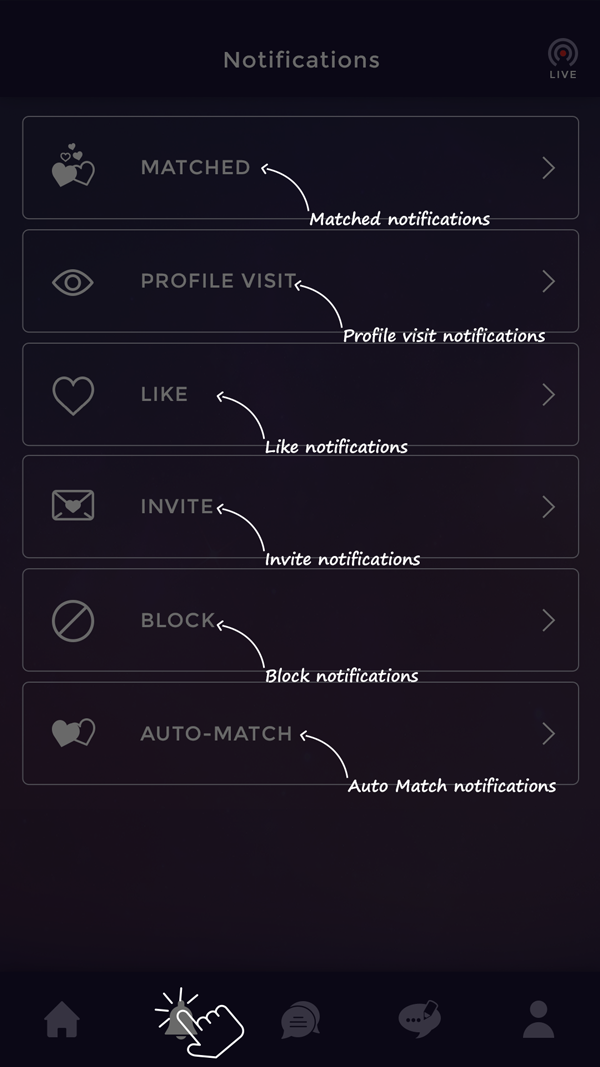 Notifications
LIVE
MATCHED
Matched notifications
PROFILE VISIT
Profile visit notifications
LIKE
Like notifications
INVITE
Invite notifications
BLOCK
Block notifications
AUTO-MATCH
Auto Match notifications